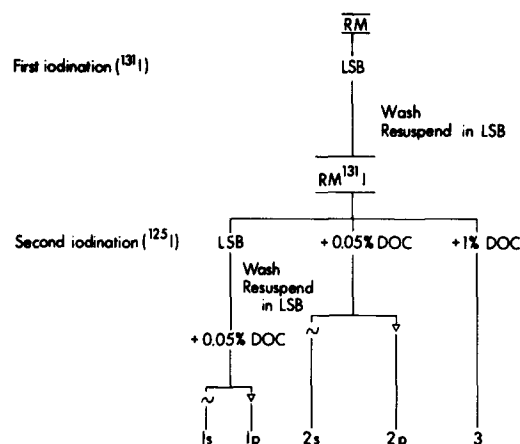 RM
First iodination (¹³¹I)
LSB
Wash
Resuspend in LSB
RM¹³¹I
Second iodination (¹²⁵I)
LSB
+0.05% DOC
+1% DOC
Wash
Resuspend
in LSB
+0.05% DOC
~
▽
~
▽
1s
1p
2s
2p
3